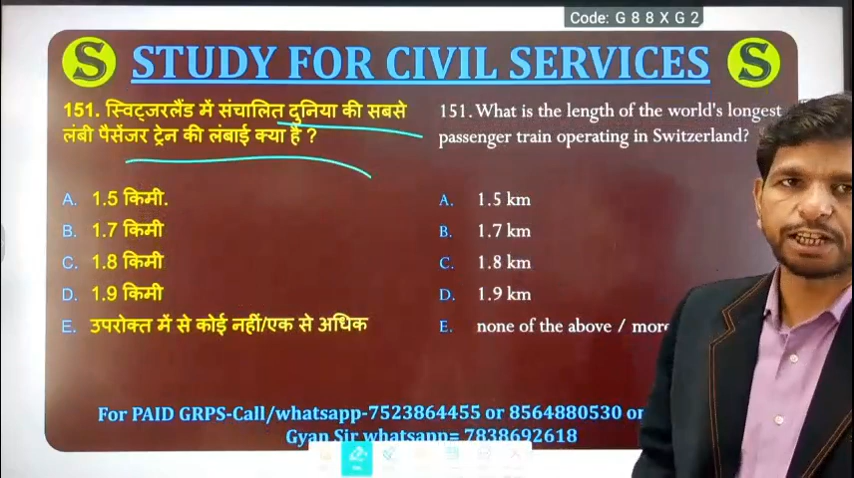 Code: G 8 8 X G 2
S STUDY FOR CIVIL SERVICES S
151. स्विट्जरलैंड में संचालित दुनिया की सबसे
लंबी पैसेंजर ट्रेन की लंबाई क्या है ?
A. 1.5 किमी.
B. 1.7 किमी
C. 1.8 किमी
D. 1.9 किमी
E. उपरोक्त में से कोई नहीं/एक से अधिक
151. What is the length of the world's longest
passenger train operating in Switzerland?
A. 1.5 km
B. 1.7 km
C. 1.8 km
D. 1.9 km
E. none of the above / more
For PAID GRPS-Call/whatsapp-7523864455 or 8564880530 or
Gyan Sir whatsapp= 7838692618